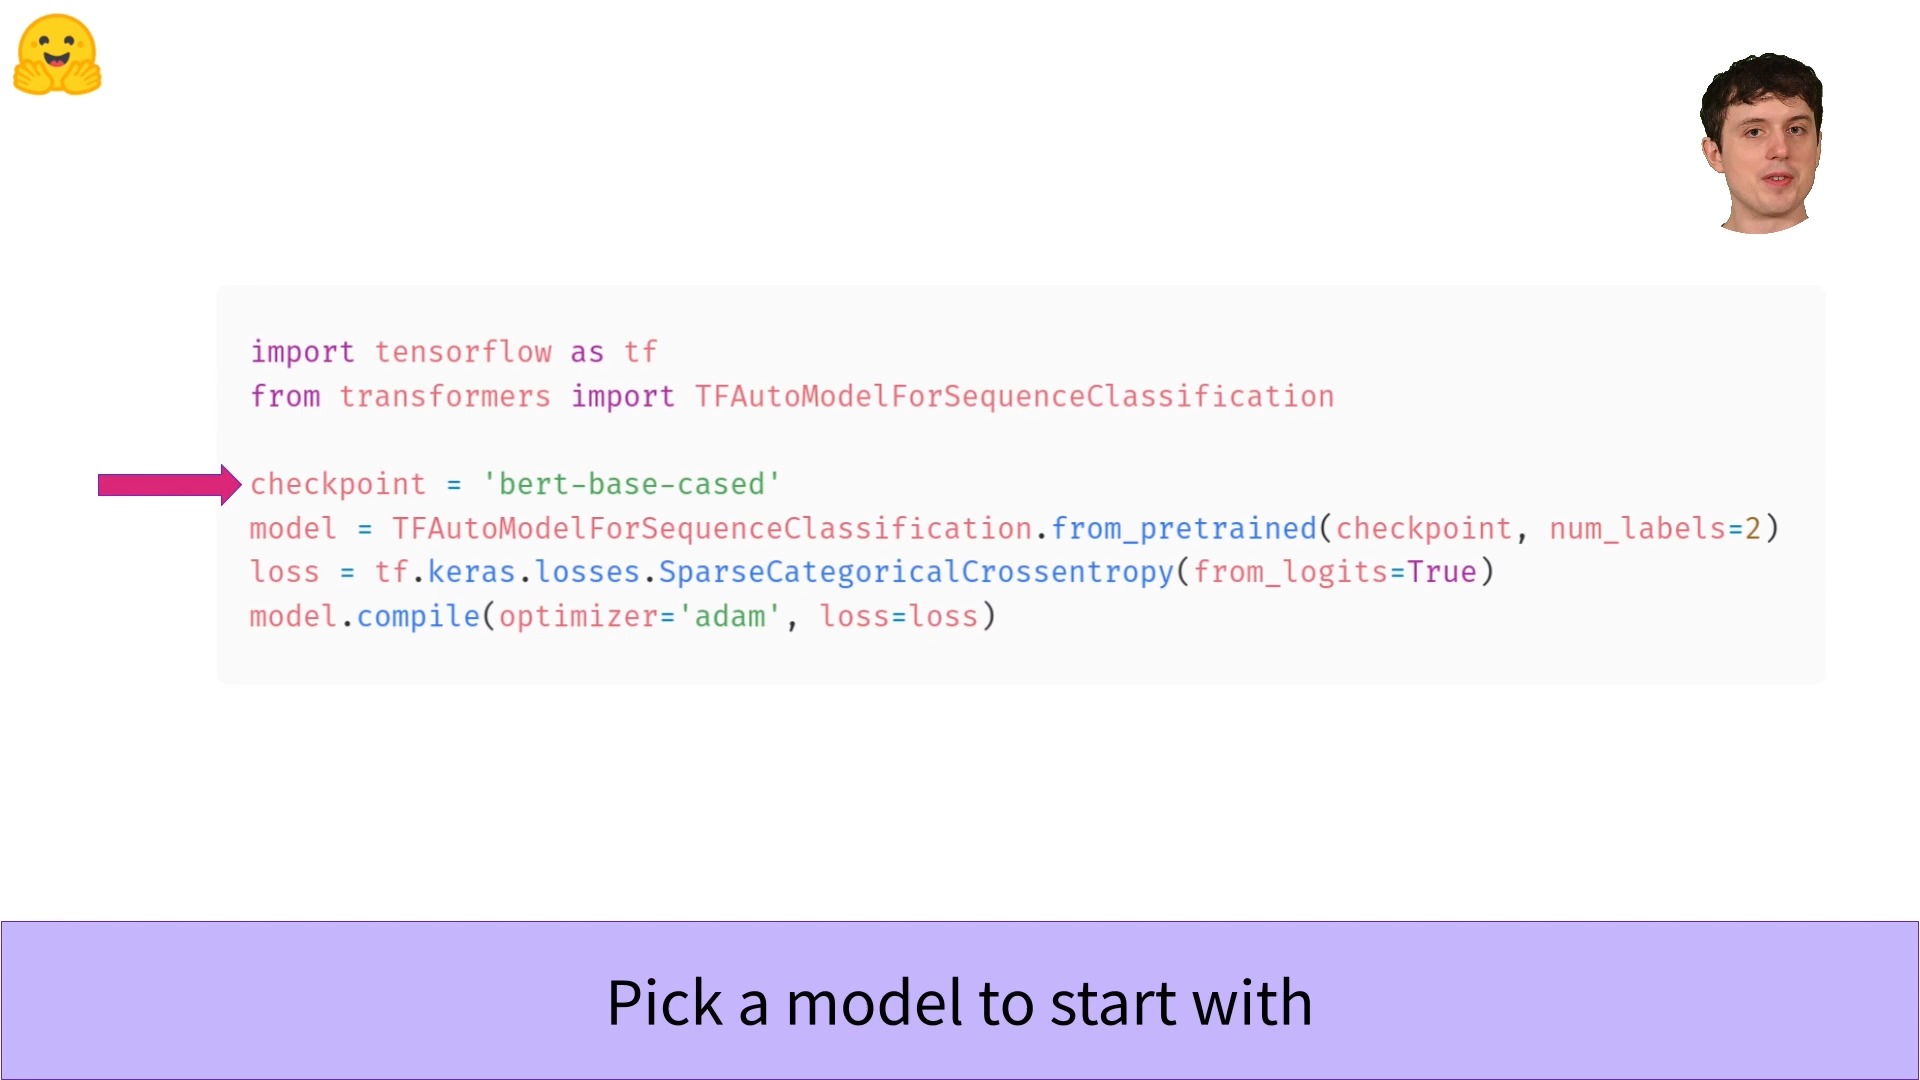 import tensorflow as tf
from transformers import TFAutoModelForSequenceClassification
checkpoint = 'bert-base-cased'
model = TFAutoModelForSequenceClassification.from_pretrained(checkpoint, num_labels=2)
loss = tf.keras.losses.SparseCategoricalCrossentropy(from_logits=True)
model.compile(optimizer='adam', loss=loss)
Pick a model to start with